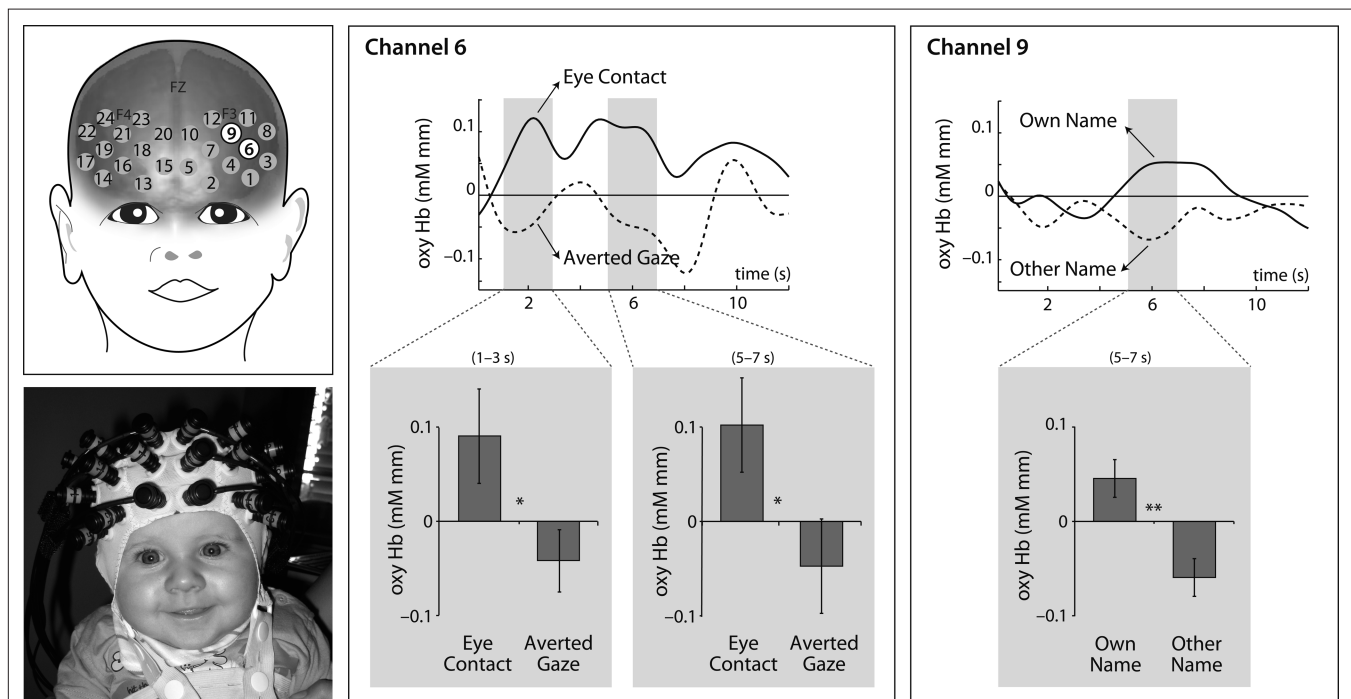 FZ
24 F4 23 12 F3 11
22 21 20 10 9 8
19 18 7 6
17 16 15 5 4 3
14 13 2 1
Channel 6
Eye Contact
oxy Hb (mM mm)
0.1
0
−0.1
Averted Gaze
time (s)
2 6 10
(1–3 s)
oxy Hb (mM mm)
0.1
0
−0.1
*
Eye Contact
Averted Gaze
(5–7 s)
oxy Hb (mM mm)
0.1
0
−0.1
*
Eye Contact
Averted Gaze
Channel 9
Own Name
oxy Hb (mM mm)
0.1
0
−0.1
Other Name
time (s)
2 6 10
(5–7 s)
oxy Hb (mM mm)
0.1
0
−0.1
**
Own Name
Other Name